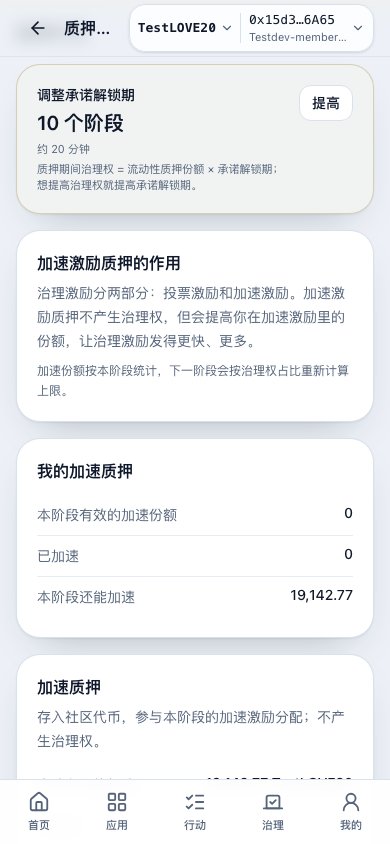 质押...
TestLOVE20
0x15d3…6A65
Testdev-member...
调整承诺解锁期
10 个阶段
提高
约 20 分钟
质押期间治理权 = 流动性质押份额 × 承诺解锁期；
想提高治理权就提高承诺解锁期。
加速激励质押的作用
治理激励分两部分：投票激励和加速激励。加速激
励质押不产生治理权，但会提高你在加速激励里的
份额，让治理激励发得更快、更多。
加速份额按本阶段统计，下一阶段会按治理权占比重新计算
上限。
我的加速质押
本阶段有效的加速份额 0
已加速 0
本阶段还能加速 19,142.77
加速质押
存入社区代币，参与本阶段的加速激励分配；不产
生治理权。
首页 应用 行动 治理 我的